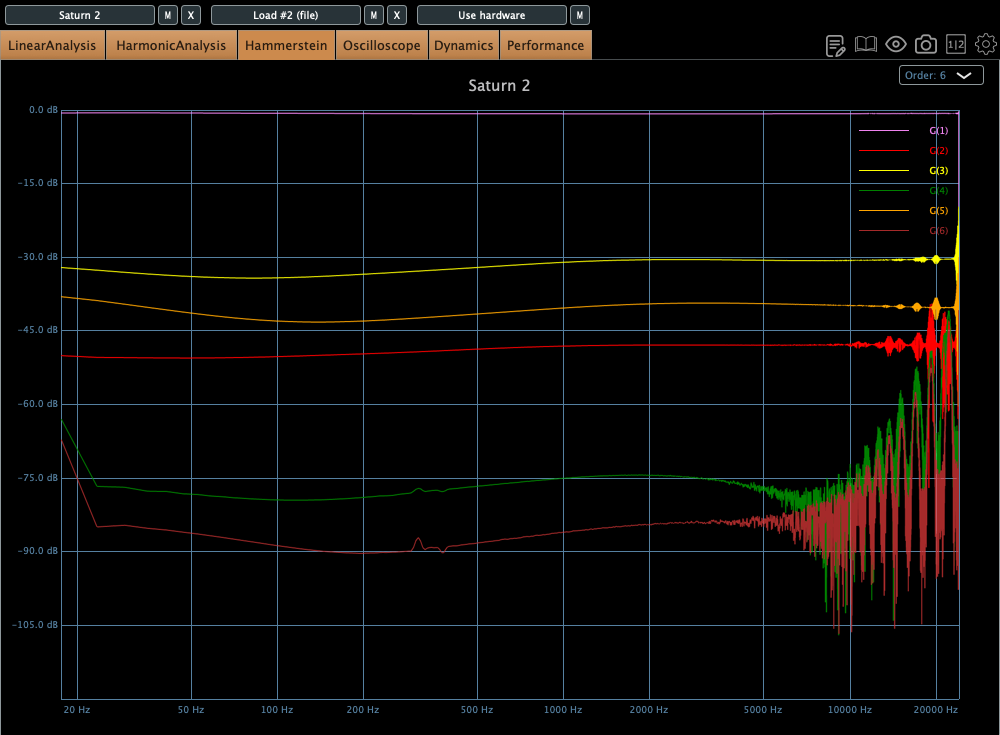 Saturn 2 M X Load #2 (file) M X Use hardware M
LinearAnalysis HarmonicAnalysis Hammerstein Oscilloscope Dynamics Performance 1|2
Order: 6
Saturn 2
0.0 dB
G(1)
G(2)
G(3)
G(4)
G(5)
G(6)
-15.0 dB
-30.0 dB
-45.0 dB
-60.0 dB
-75.0 dB
-90.0 dB
-105.0 dB
20 Hz 50 Hz 100 Hz 200 Hz 500 Hz 1000 Hz 2000 Hz 5000 Hz 10000 Hz 20000 Hz